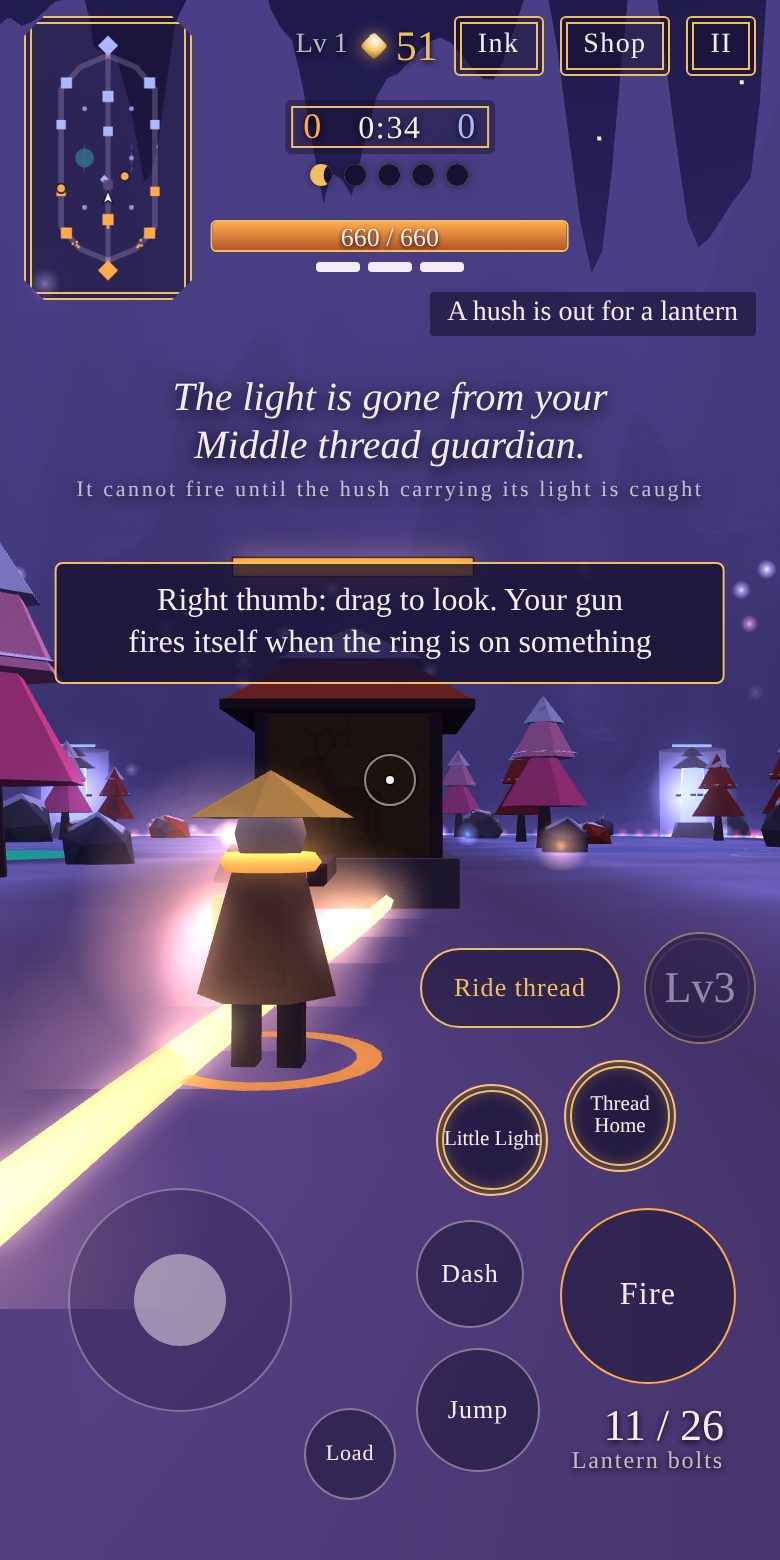 Lv 1 51 Ink Shop II
0 0:34 0
660 / 660
A hush is out for a lantern
The light is gone from your
Middle thread guardian.
It cannot fire until the hush carrying its light is caught
Right thumb: drag to look. Your gun
fires itself when the ring is on something
Ride thread
Lv3
Thread
Home
Little Light
Dash
Fire
Jump
11 / 26
Load
Lantern bolts